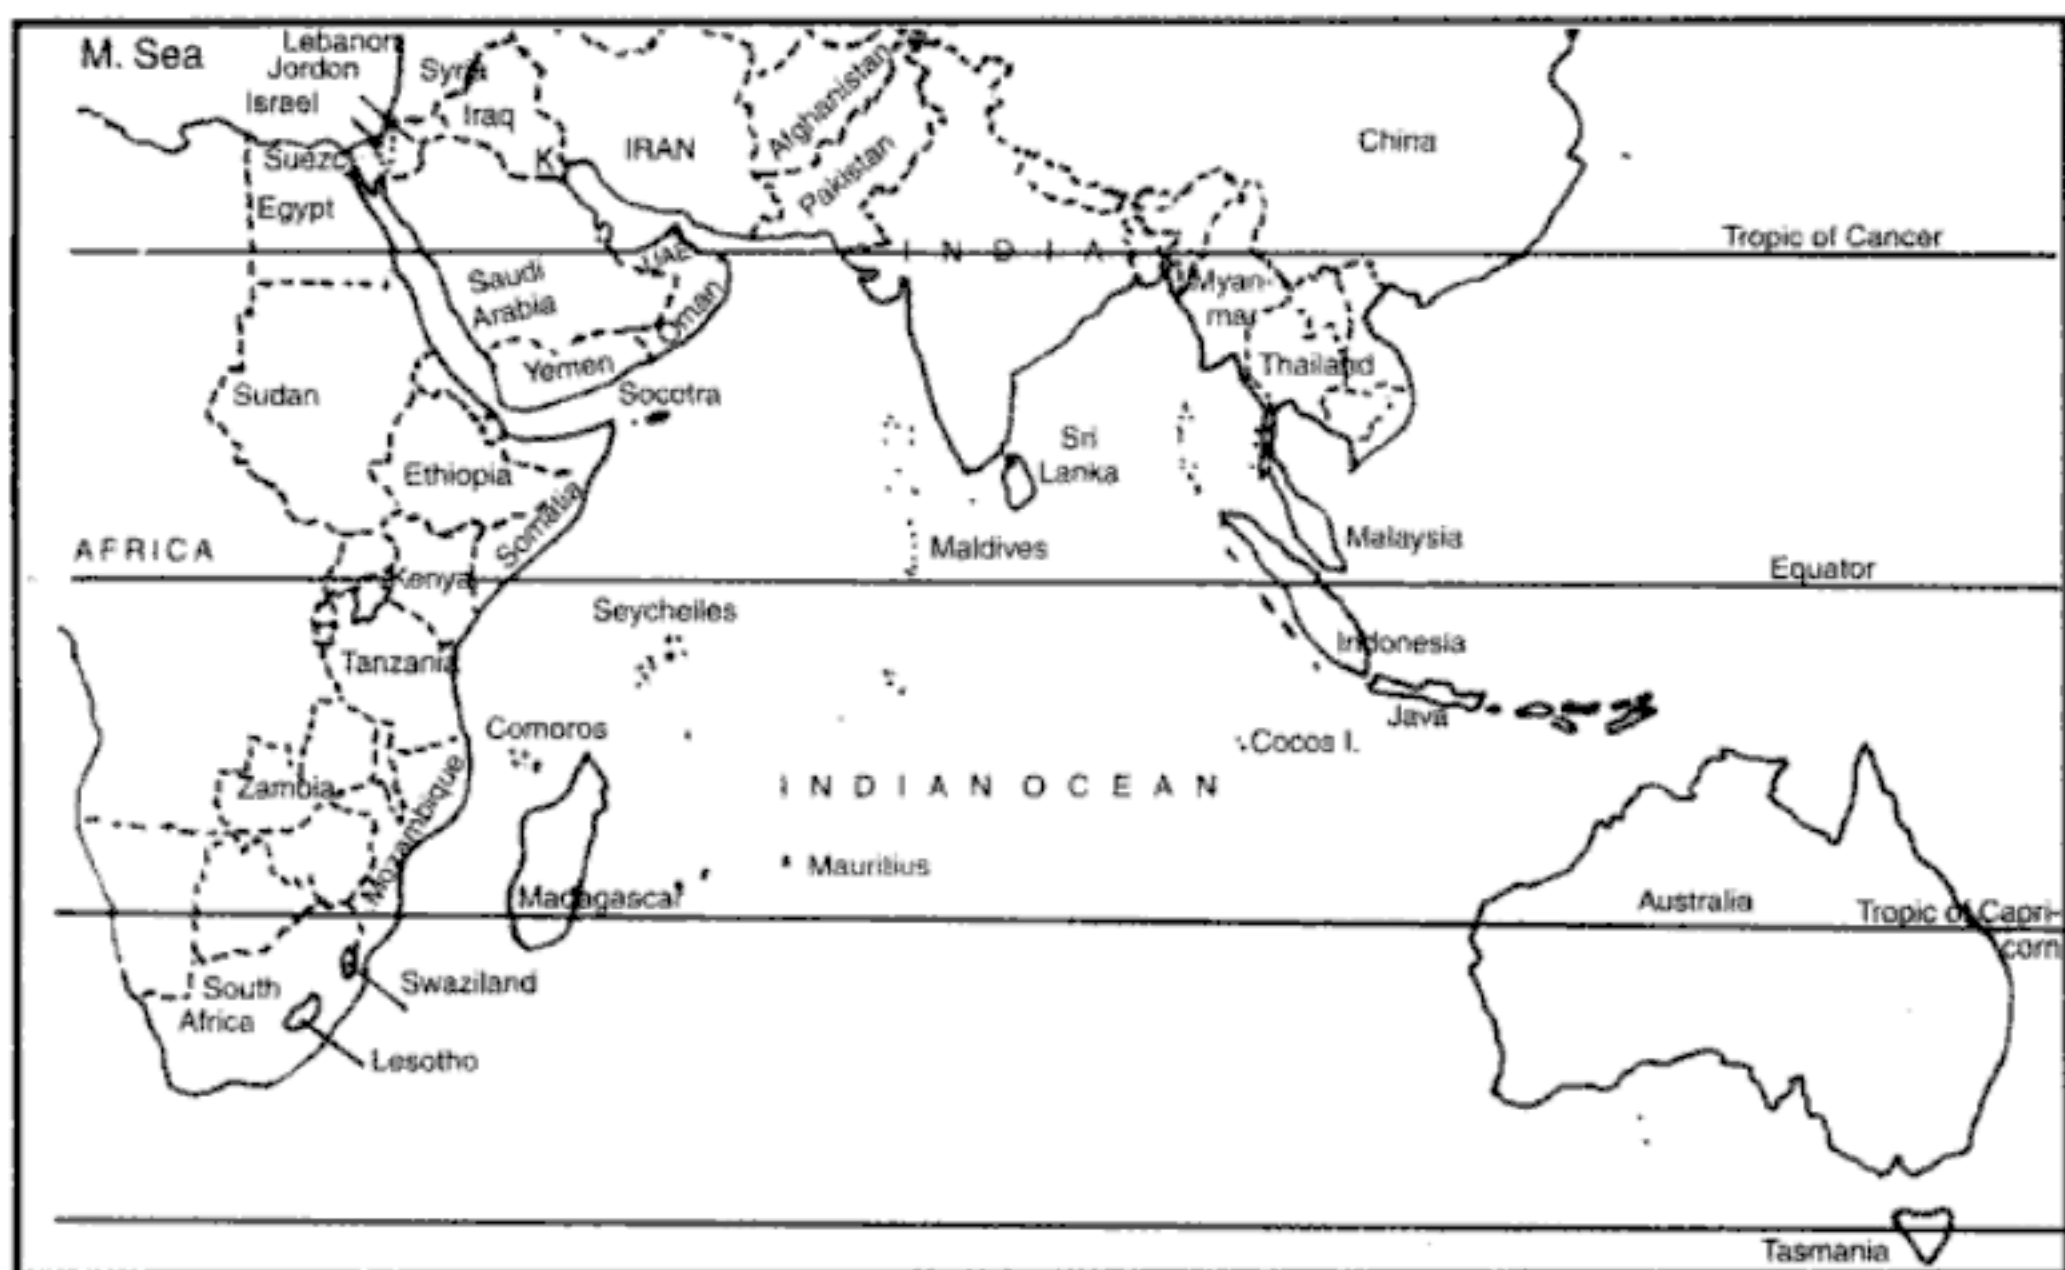 M. Sea
Lebanon
Jordon
Israel
Syria
Iraq
Suezc
K
IRAN
Afghanistan
Pakistan
China
Egypt
INDIA
Tropic of Cancer
Saudi
Arabia
UAE
Oman
Yemen
Myan-
mar
Thailand
Sudan
Socotra
Ethiopia
Somalia
Sri
Lanka
AFRICA
Maldives
Malaysia
Equator
Kenya
Seychelles
Tanzania
Indonesia
Java
Comoros
Cocos I.
Zambia
Mozambique
INDIAN OCEAN
Mauritius
Madagascar
Australia
Tropic of Capri-
corn
South
Africa
Swaziland
Lesotho
Tasmania